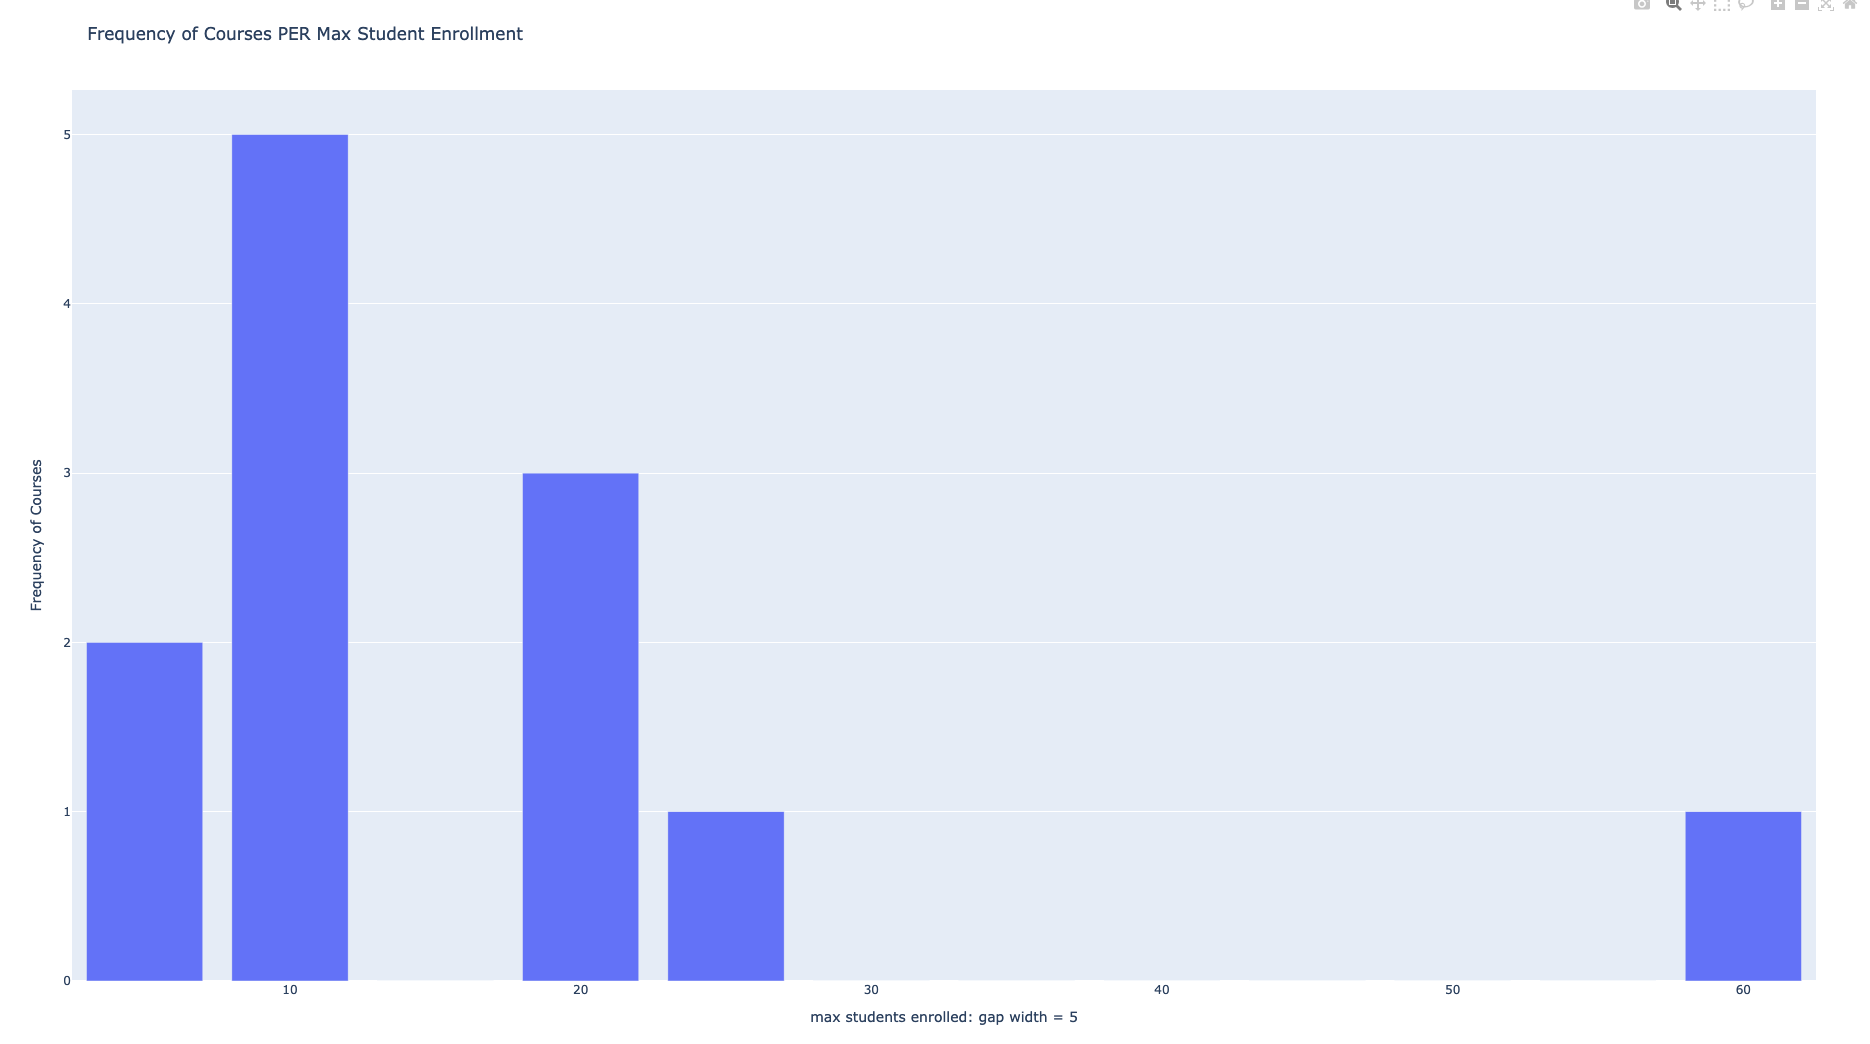 Frequency of Courses PER Max Student Enrollment
Frequency of Courses
5
4
3
2
1
0
10 20 30 40 50 60
max students enrolled: gap width = 5